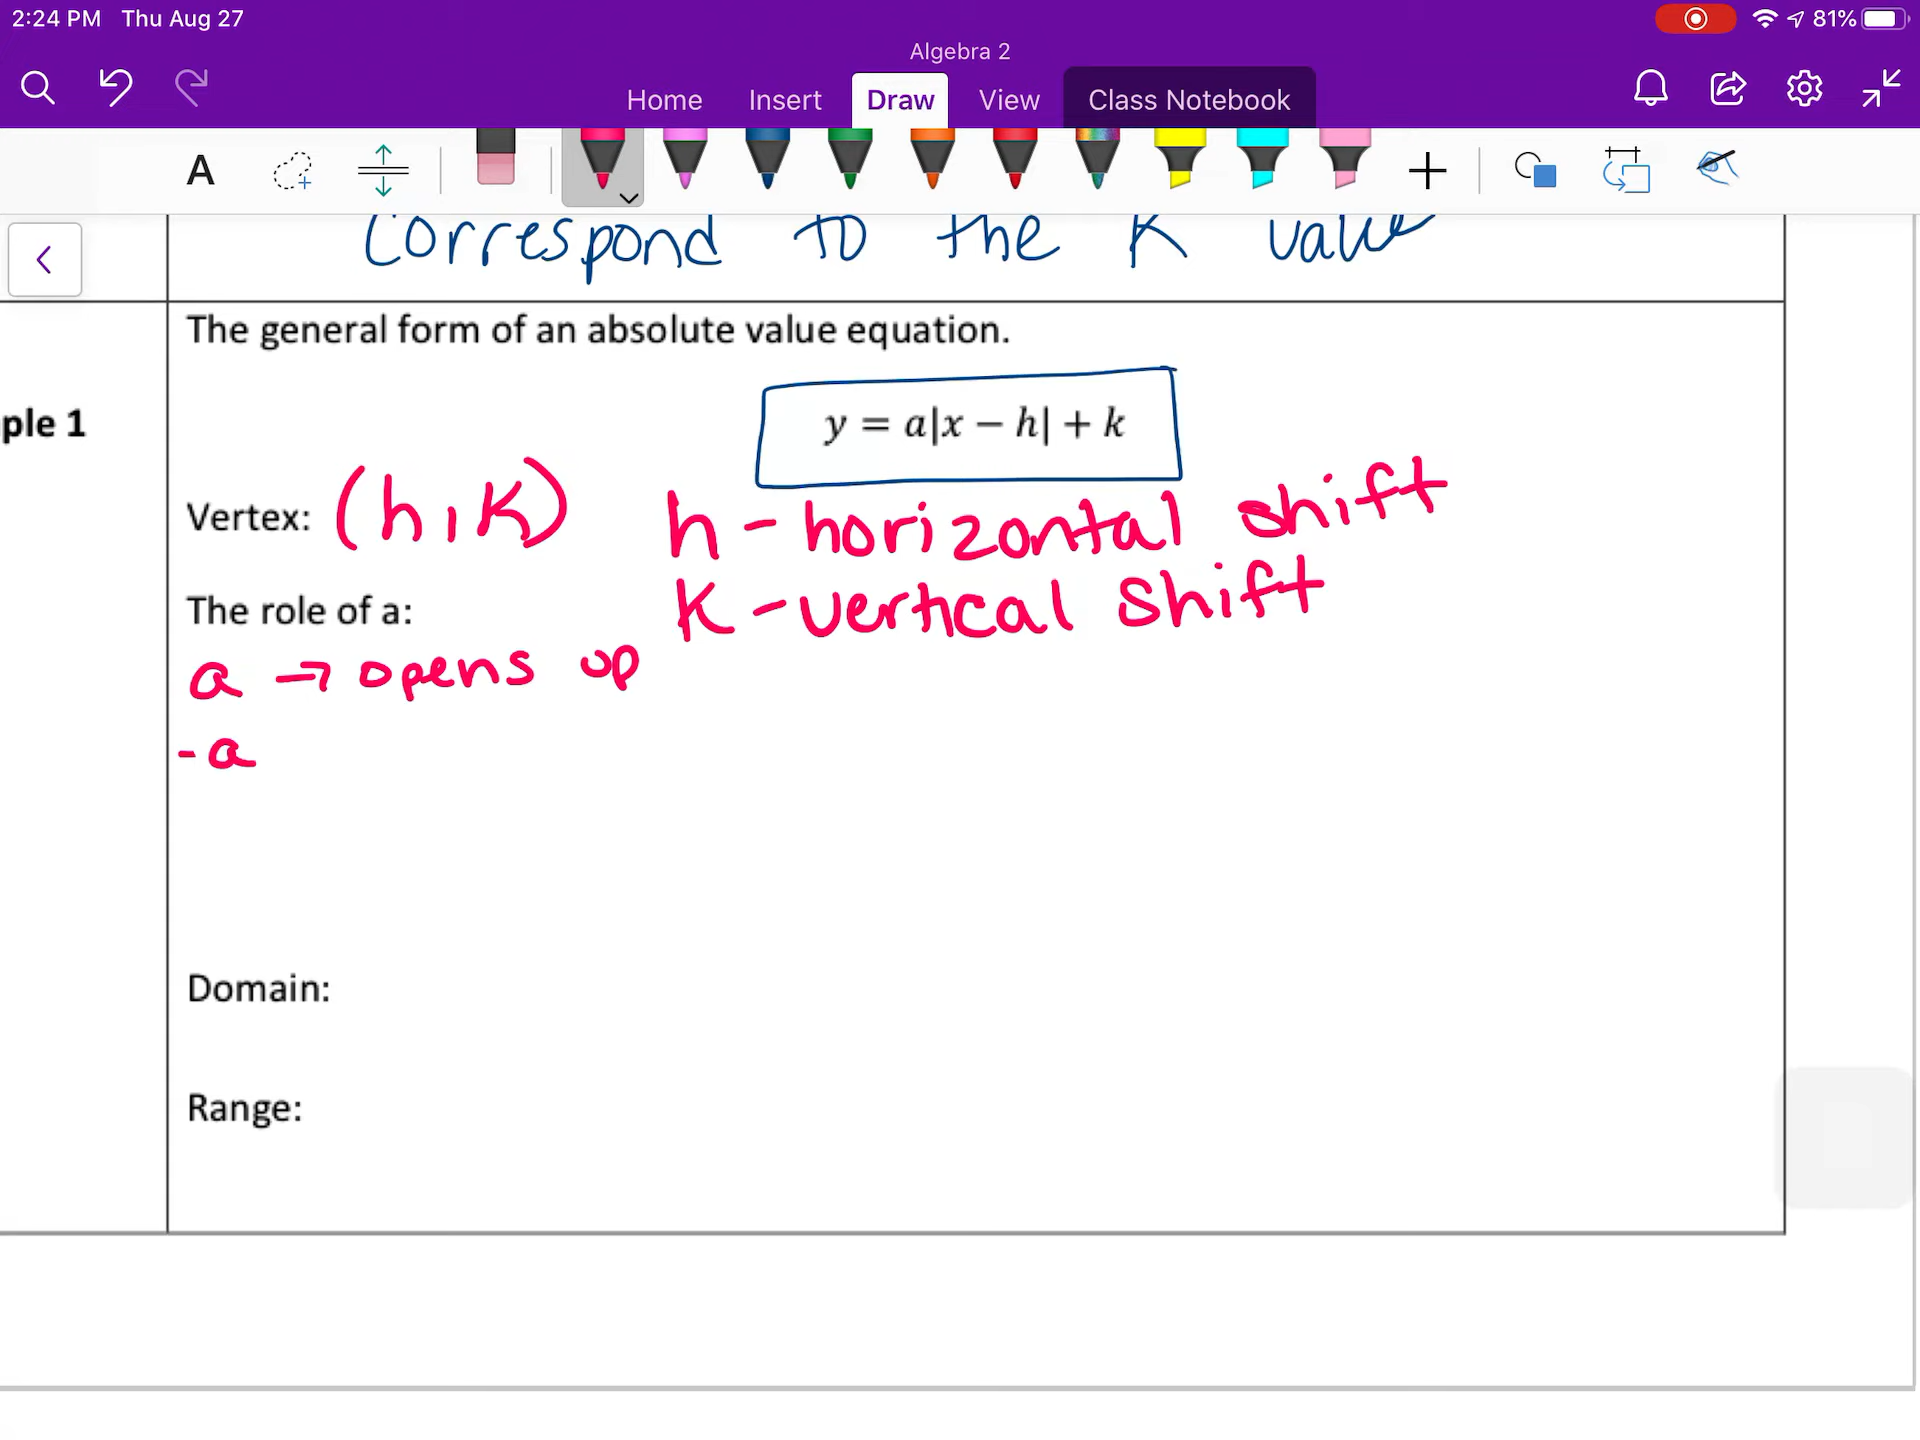 2:24 PM Thu Aug 27
81%
Algebra 2
Home Insert Draw View Class Notebook
A
Correspond to the K value
The general form of an absolute value equation.
ple 1
y = a|x − h| + k
Vertex: (h, K) h - horizontal shift
K - vertical shift
The role of a:
a → opens up
- a
Domain:
Range: